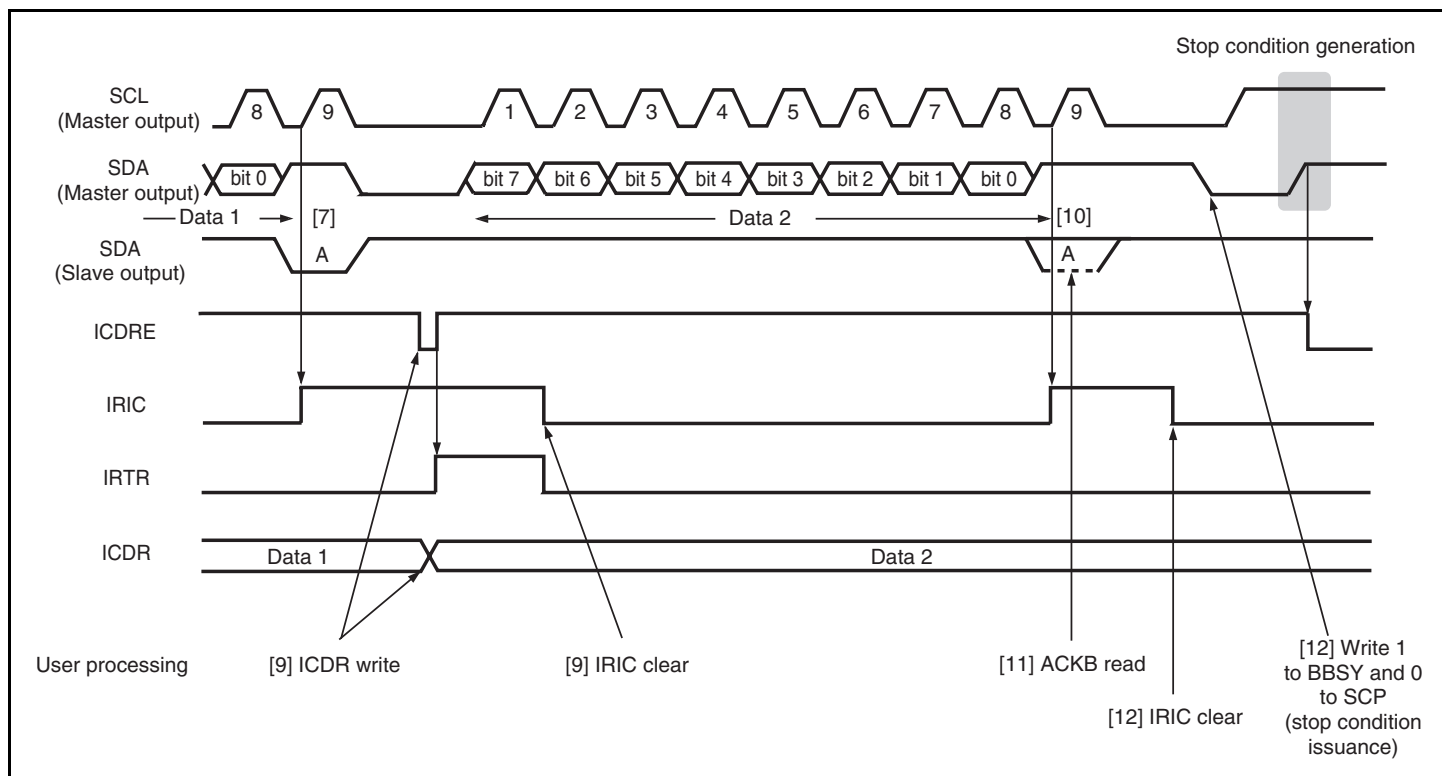 Stop condition generation
SCL
(Master output)
8 9 1 2 3 4 5 6 7 8 9
SDA
(Master output)
bit 0 bit 7 bit 6 bit 5 bit 4 bit 3 bit 2 bit 1 bit 0
Data 1 [7] Data 2 [10]
SDA
(Slave output)
A A
ICDRE
IRIC
IRTR
ICDR
Data 1 Data 2
User processing
[9] ICDR write
[9] IRIC clear
[11] ACKB read
[12] IRIC clear
[12] Write 1
to BBSY and 0
to SCP
(stop condition
issuance)